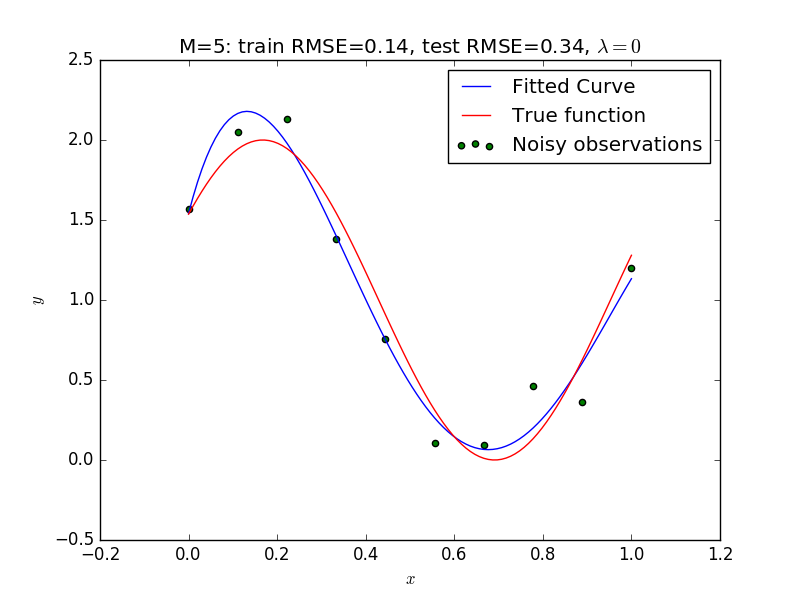 M=5: train RMSE=0.14, test RMSE=0.34, λ = 0
Fitted Curve
True function
Noisy observations
2.5
2.0
1.5
1.0
0.5
0.0
−0.5
y
−0.2 0.0 0.2 0.4 0.6 0.8 1.0 1.2
x